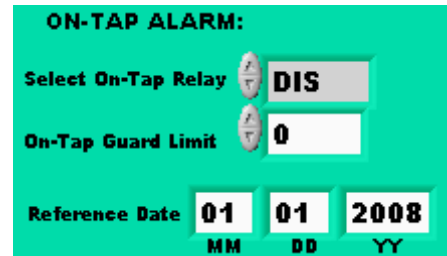 ON-TAP ALARM:
Select On-Tap Relay DIS
On-Tap Guard Limit 0
Reference Date 01 01 2008
MM DD YY